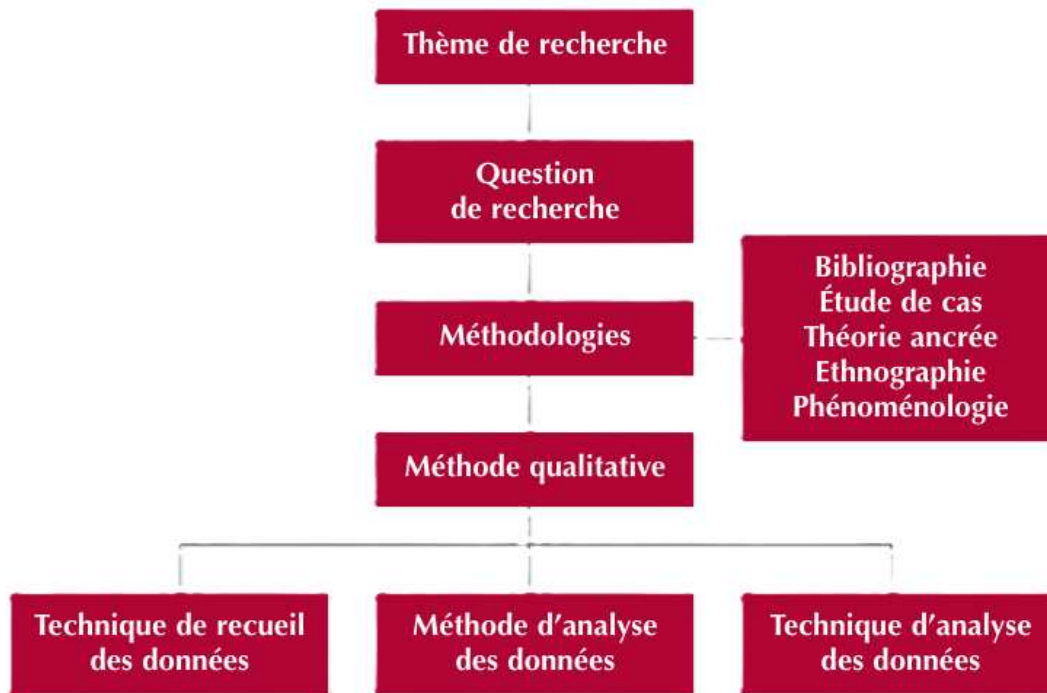 Thème de recherche
Question
de recherche
Méthodologies
Bibliographie
Étude de cas
Théorie ancrée
Ethnographie
Phénoménologie
Méthode qualitative
Technique de recueil
des données
Méthode d'analyse
des données
Technique d'analyse
des données